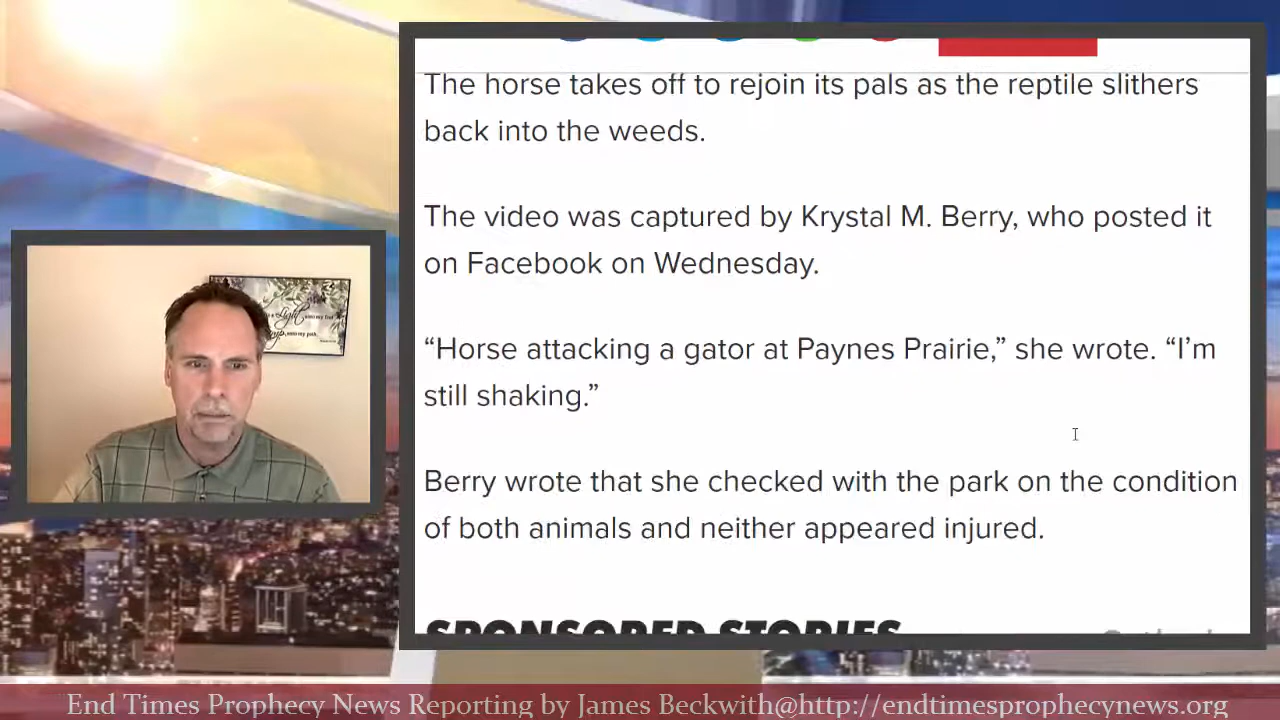 The horse takes off to rejoin its pals as the reptile slithers
back into the weeds.
The video was captured by Krystal M. Berry, who posted it
on Facebook on Wednesday.
“Horse attacking a gator at Paynes Prairie,” she wrote. “I’m
still shaking.”
Berry wrote that she checked with the park on the condition
of both animals and neither appeared injured.
SPONSORED STORIES
Light
End Times Prophecy News Reporting by James Beckwith@http://endtimesprophecynews.org